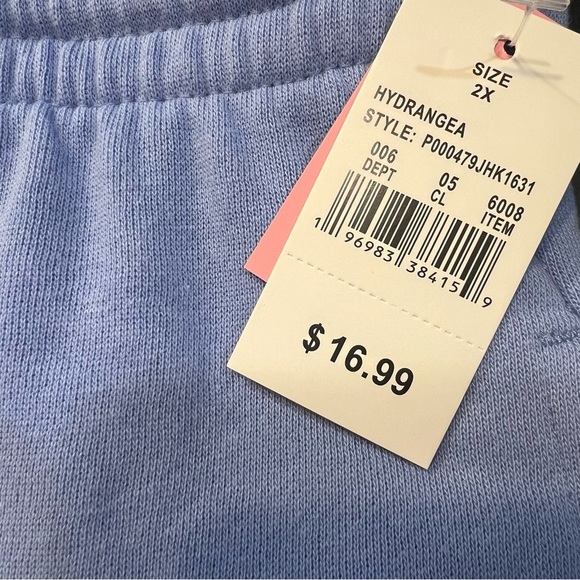 SIZE
2X
HYDRANGEA
STYLE: P000479JHK1631
006 05 6008
DEPT CL ITEM
1 96983 38415 9
$16.99